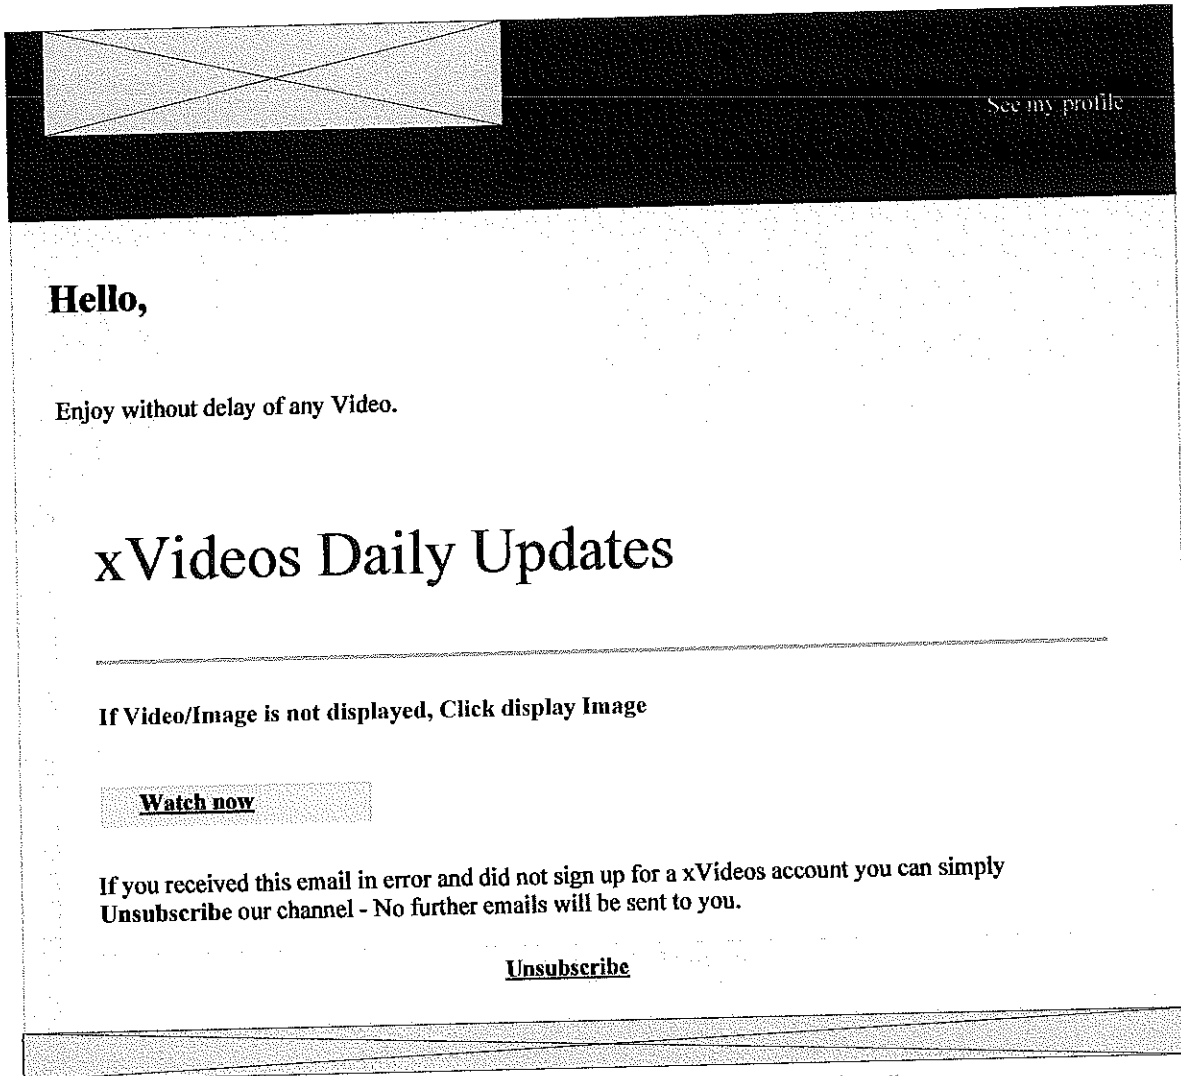 See my profile
Hello,
Enjoy without delay of any Video.
xVideos Daily Updates
If Video/Image is not displayed, Click display Image
Watch now
If you received this email in error and did not sign up for a xVideos account you can simply
Unsubscribe our channel - No further emails will be sent to you.
Unsubscribe